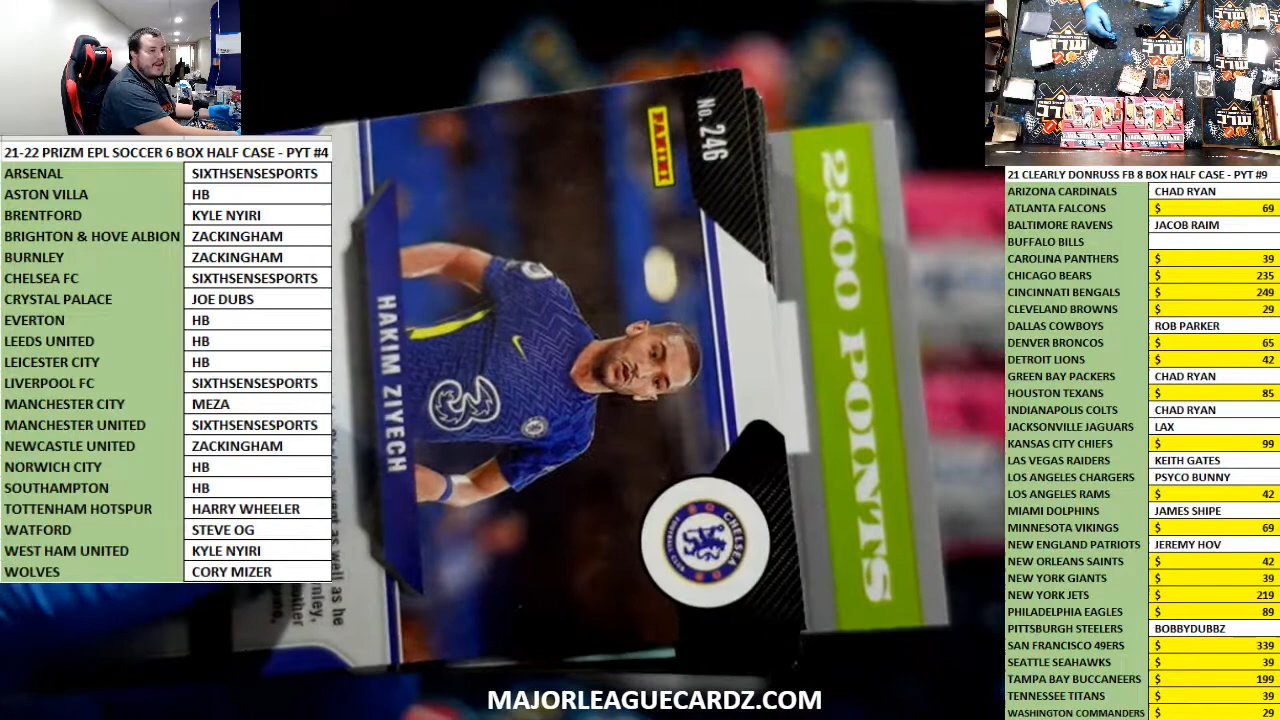 21-22 PRIZM EPL SOCCER 6 BOX HALF CASE - PYT #4
ARSENAL SIXTHSENSESPORTS
ASTON VILLA HB
BRENTFORD KYLE NYIRI
BRIGHTON & HOVE ALBION ZACKINGHAM
BURNLEY ZACKINGHAM
CHELSEA FC SIXTHSENSESPORTS
CRYSTAL PALACE JOE DUBS
EVERTON HB
LEEDS UNITED HB
LEICESTER CITY HB
LIVERPOOL FC SIXTHSENSESPORTS
MANCHESTER CITY MEZA
MANCHESTER UNITED SIXTHSENSESPORTS
NEWCASTLE UNITED ZACKINGHAM
NORWICH CITY HB
SOUTHAMPTON HB
TOTTENHAM HOTSPUR HARRY WHEELER
WATFORD STEVE OG
WEST HAM UNITED KYLE NYIRI
WOLVES CORY MIZER
No. 246
PANINI
HAKIM ZIYECH
3
CHELSEA
FOOTBALL CLUB
2500 POINTS
want as well as he
MAJORLEAGUECARDZ.COM
21 CLEARLY DONRUSS FB 8 BOX HALF CASE - PYT #9
ARIZONA CARDINALS CHAD RYAN
ATLANTA FALCONS $ 69
BALTIMORE RAVENS JACOB RAIM
BUFFALO BILLS
CAROLINA PANTHERS $ 39
CHICAGO BEARS $ 235
CINCINNATI BENGALS $ 249
CLEVELAND BROWNS $ 29
DALLAS COWBOYS ROB PARKER
DENVER BRONCOS $ 65
DETROIT LIONS $ 42
GREEN BAY PACKERS CHAD RYAN
HOUSTON TEXANS $ 85
INDIANAPOLIS COLTS CHAD RYAN
JACKSONVILLE JAGUARS LAX
KANSAS CITY CHIEFS $ 99
LAS VEGAS RAIDERS KEITH GATES
LOS ANGELES CHARGERS PSYCO BUNNY
LOS ANGELES RAMS $ 42
MIAMI DOLPHINS JAMES SHIPE
MINNESOTA VIKINGS $ 69
NEW ENGLAND PATRIOTS JEREMY HOV
NEW ORLEANS SAINTS $ 42
NEW YORK GIANTS $ 39
NEW YORK JETS $ 219
PHILADELPHIA EAGLES $ 89
PITTSBURGH STEELERS BOBBYDUBBZ
SAN FRANCISCO 49ERS $ 339
SEATTLE SEAHAWKS $ 39
TAMPA BAY BUCCANEERS $ 199
TENNESSEE TITANS $ 39
WASHINGTON COMMANDERS $ 29